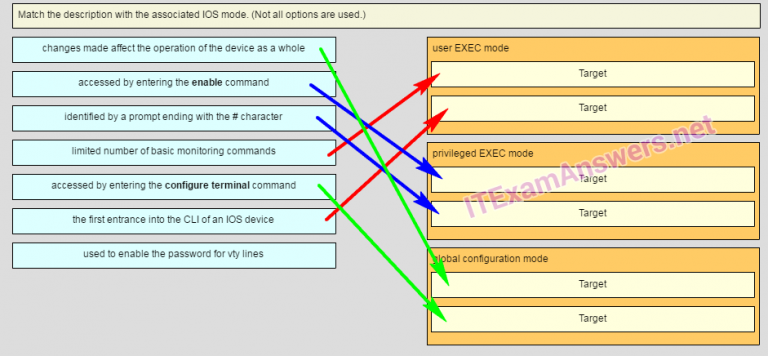 Match the description with the associated IOS mode. (Not all options are used.)
changes made affect the operation of the device as a whole
accessed by entering the enable command
identified by a prompt ending with the # character
limited number of basic monitoring commands
accessed by entering the configure terminal command
the first entrance into the CLI of an IOS device
used to enable the password for vty lines
user EXEC mode
Target
Target
privileged EXEC mode
Target
Target
global configuration mode
Target
Target
ITExamAnswers.net